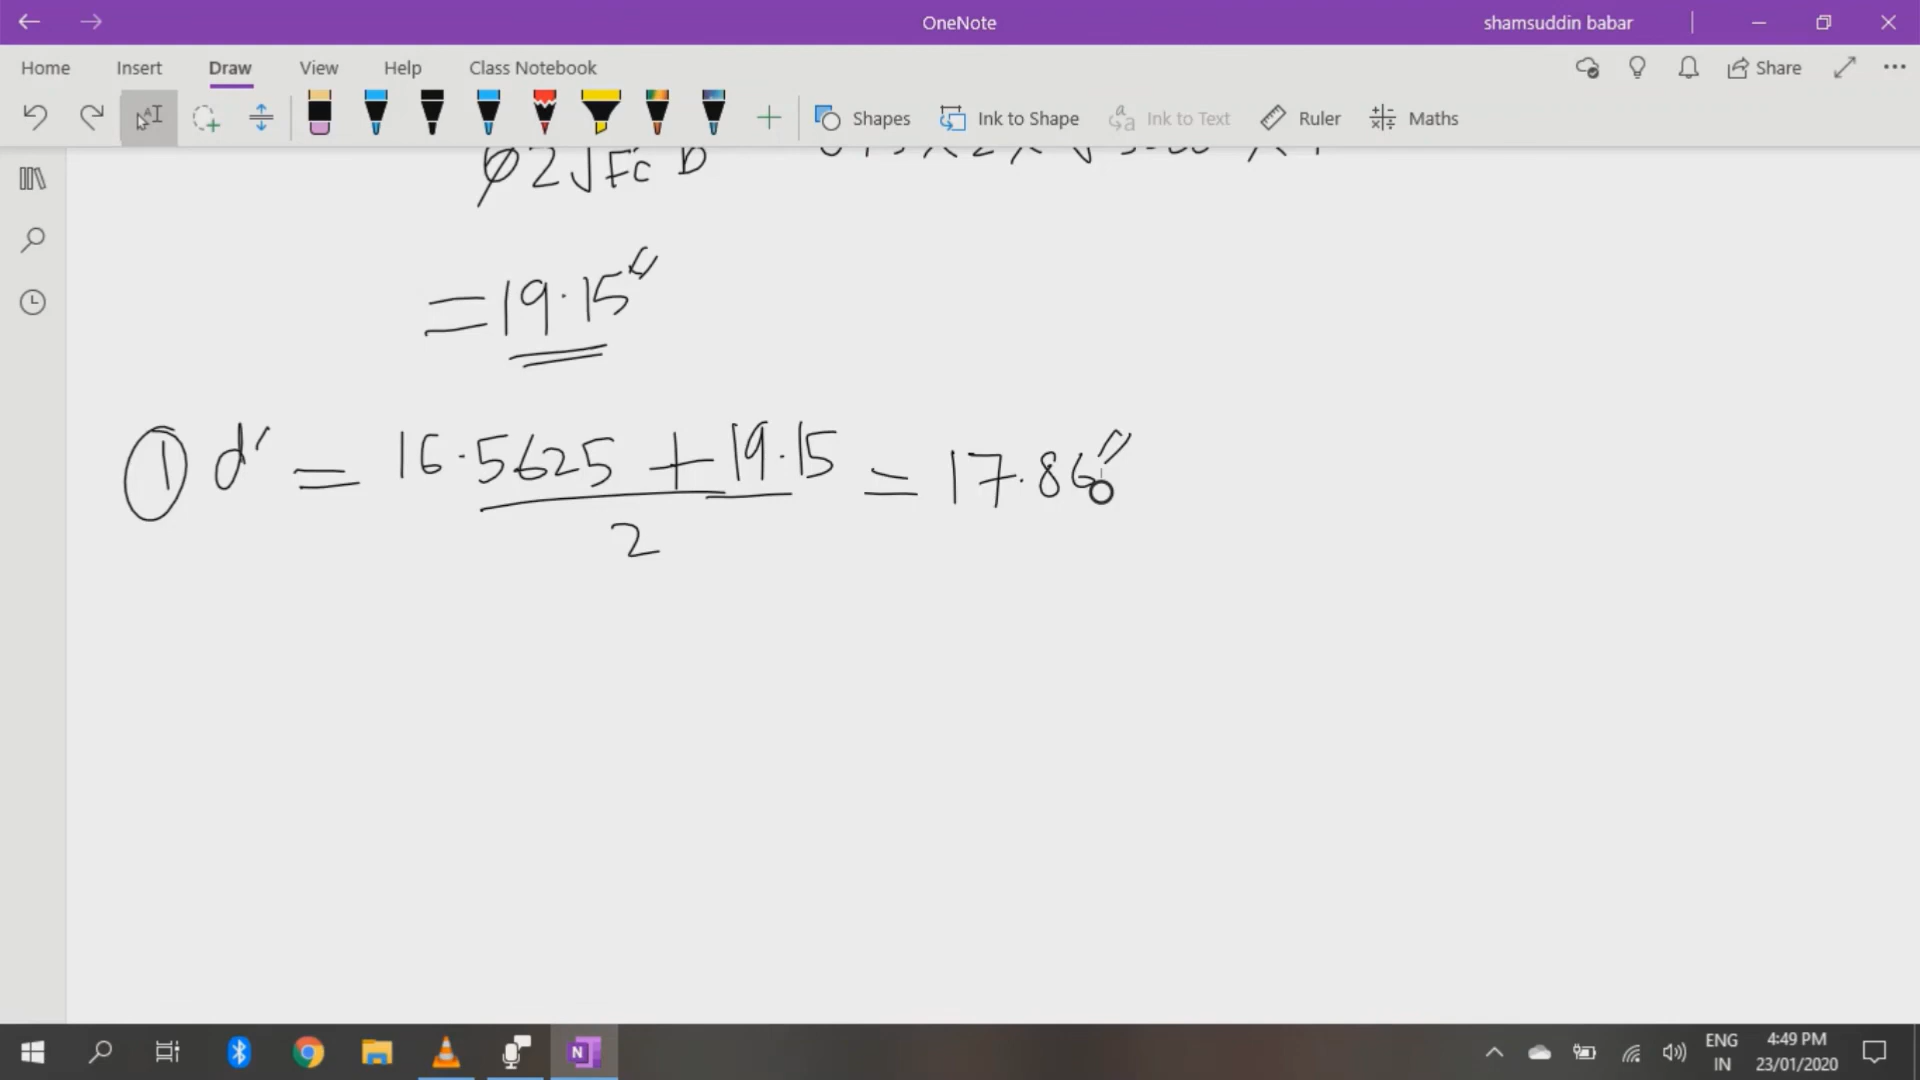 OneNote
shamsuddin babar
Home Insert Draw View Help Class Notebook Share
Shapes Ink to Shape Ink to Text Ruler Maths
φ2√Fc' b
= 19.15"
① d' = 16.5625 + 19.15 = 17.86"
2
ENG 4:49 PM
IN 23/01/2020